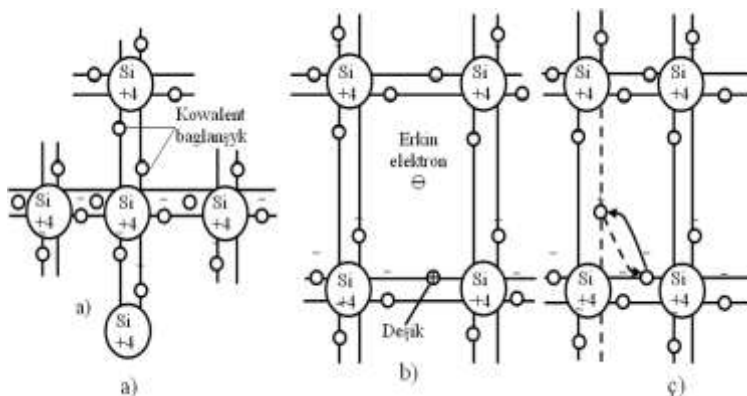 Si
+4
Kowalent
baglanşyk
Si
+4
Si
+4
Si
+4
a)
Si
+4
a)
Si
+4
Si
+4
Erkin
elektron
Si
+4
Si
+4
Deşik
b)
Si
+4
Si
+4
Si
+4
Si
+4
ç)